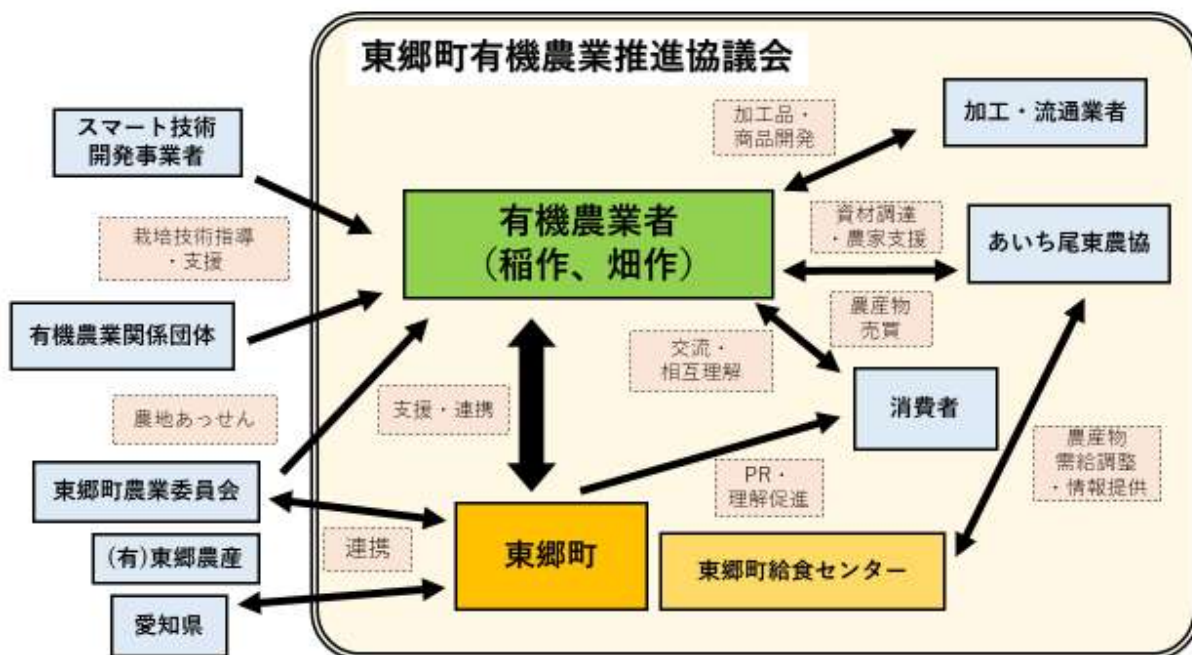 東郷町有機農業推進協議会
スマート技術
開発事業者
加工品・
商品開発
加工・流通業者
有機農業者
（稲作、畑作）
栽培技術指導
・支援
資材調達
・農家支援
あいち尾東農協
有機農業関係団体
農産物
売買
交流・
相互理解
農地あっせん
支援・連携
消費者
農産物
需給調整
・情報提供
東郷町農業委員会
PR・
理解促進
連携
(有)東郷農産
東郷町
東郷町給食センター
愛知県